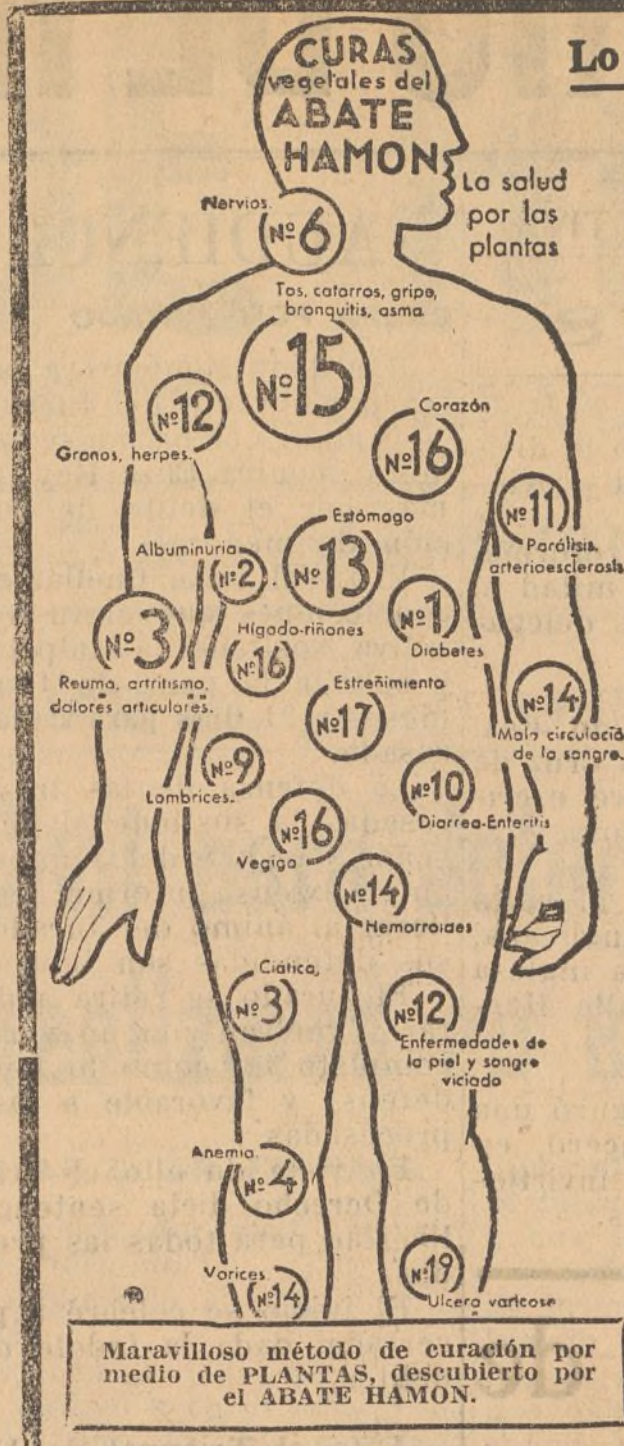 CURAS
vegetales del
ABATE
HAMON
Lo
La salud
por las
plantas
Nervios.
Nº6
Tos, catarros, gripe,
bronquitis, asma
Nº15
Nº12
Granos, herpes.
Corazón
Nº16
Nº11
Parálisis,
arterioesclerosis
Estómago
Nº13
Albuminuria
Nº2
Nº1
Diabetes
Nº3
Reuma, artritismo,
dolores articulares.
Hígado-riñones
Nº16
Estreñimiento
Nº17
Nº14
Mala circulació
de la sangre.
Nº9
Lombrices.
Nº10
Diarrea-Enteritis
Nº16
Vegiga
Nº14
Hemorroides
Ciática,
Nº3
Nº12
Enfermedades de
la piel y sangre
viciada
Anemia.
Nº4
Varices
Nº14
Nº19
Ulcera varicosa
Maravilloso método de curación por
medio de PLANTAS, descubierto por
el ABATE HAMON.